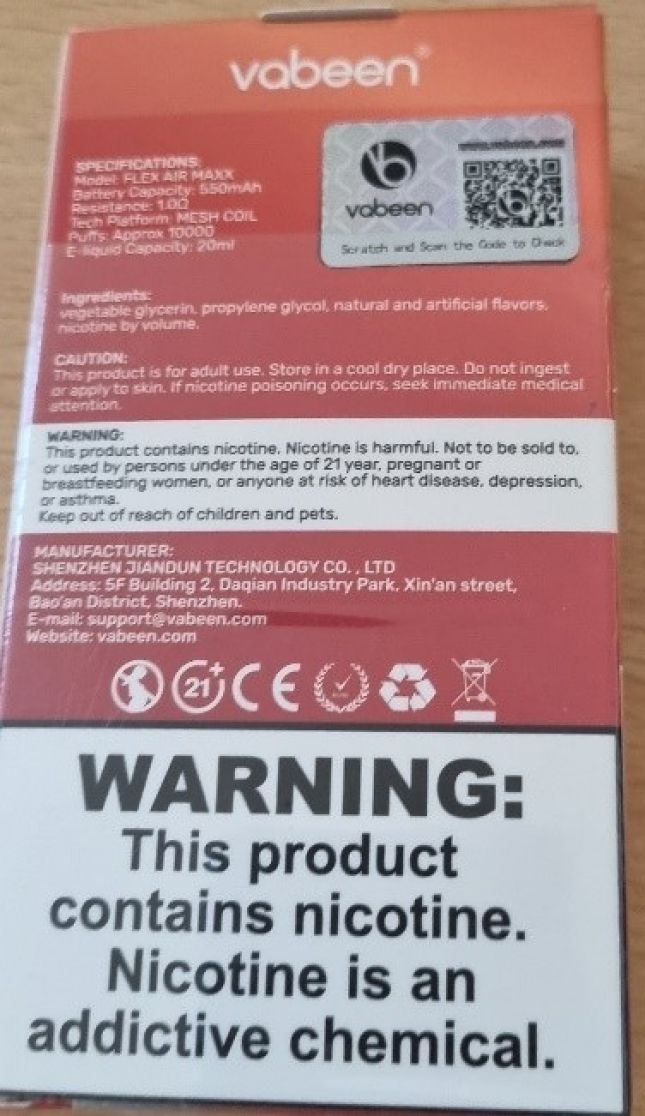 vabeen®
SPECIFICATIONS:
Model: FLEX AIR MAXX
Battery Capacity: 550mAh
Resistance: 1.0Ω
Tech Platform: MESH COIL
Puffs: Approx 10000
E-liquid Capacity: 20ml
vabeen
Scratch and Scan the Code to Check
Ingredients:
vegetable glycerin, propylene glycol, natural and artificial flavors,
nicotine by volume.
CAUTION:
This product is for adult use. Store in a cool dry place. Do not ingest
or apply to skin. If nicotine poisoning occurs, seek immediate medical
attention.
WARNING:
This product contains nicotine. Nicotine is harmful. Not to be sold to,
or used by persons under the age of 21 year, pregnant or
breastfeeding women, or anyone at risk of heart disease, depression,
or asthma.
Keep out of reach of children and pets.
MANUFACTURER:
SHENZHEN JIANDUN TECHNOLOGY CO. , LTD
Address: 5F Building 2, Daqian Industry Park, Xin'an street,
Bao'an District, Shenzhen.
E-mail: support@vabeen.com
Website: vabeen.com
21+ CE
WARNING:
This product
contains nicotine.
Nicotine is an
addictive chemical.